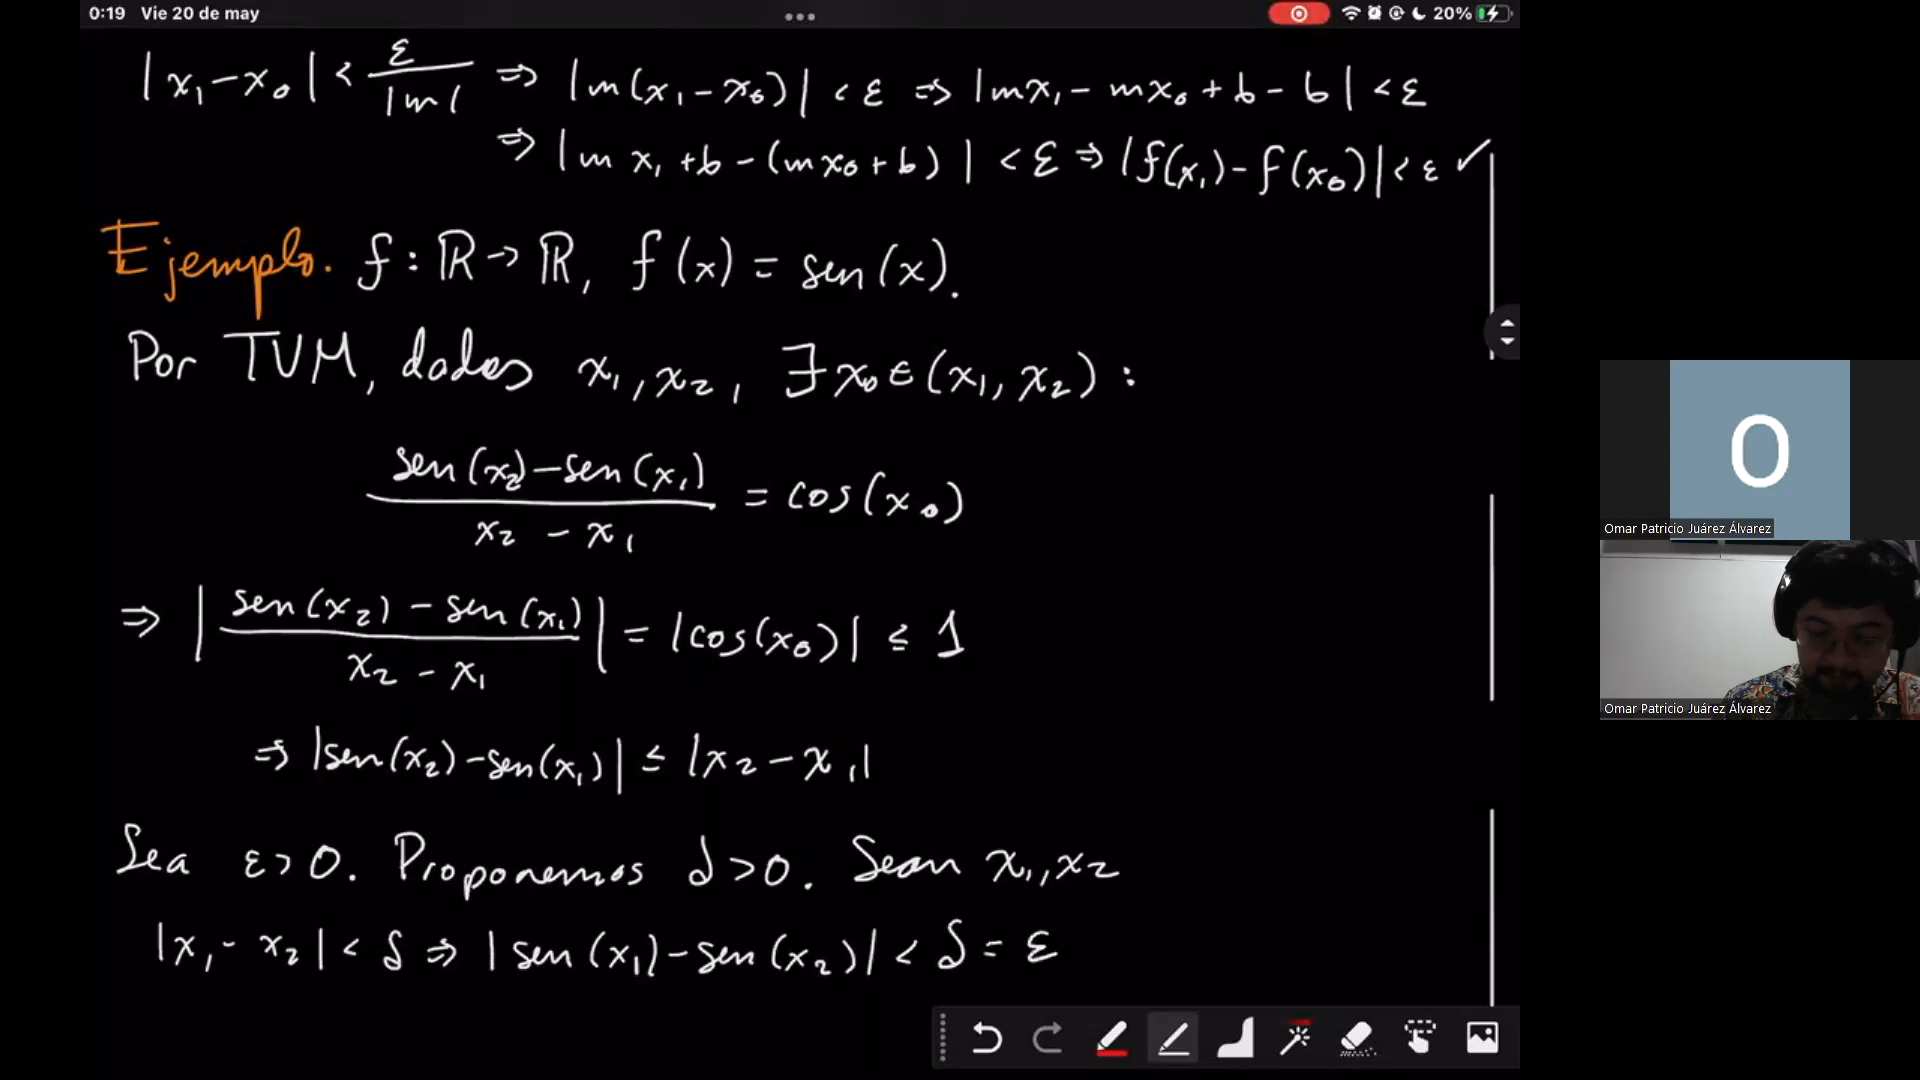 0:19 Vie 20 de may
20%
|x₁-x₀| < ε/|m| ⇒ |m(x₁-x₀)| < ε ⇒ |mx₁-mx₀+b-b| < ε
⇒ |mx₁+b-(mx₀+b)| < ε ⇒ |f(x₁)-f(x₀)| < ε ✓
Ejemplo. f: ℝ→ℝ, f(x) = sen(x).
Por TVM, dados x₁, x₂, ∃ x₀∈(x₁, x₂) :
(sen(x₂)-sen(x₁))/(x₂-x₁) = cos(x₀)
⇒ |(sen(x₂)-sen(x₁))/(x₂-x₁)| = |cos(x₀)| ≤ 1
⇒ |sen(x₂)-sen(x₁)| ≤ |x₂-x₁|
Sea ε>0. Proponemos δ>0. Sean x₁, x₂
|x₁-x₂| < δ ⇒ |sen(x₁)-sen(x₂)| < δ = ε
O
Omar Patricio Juárez Álvarez
Omar Patricio Juárez Álvarez